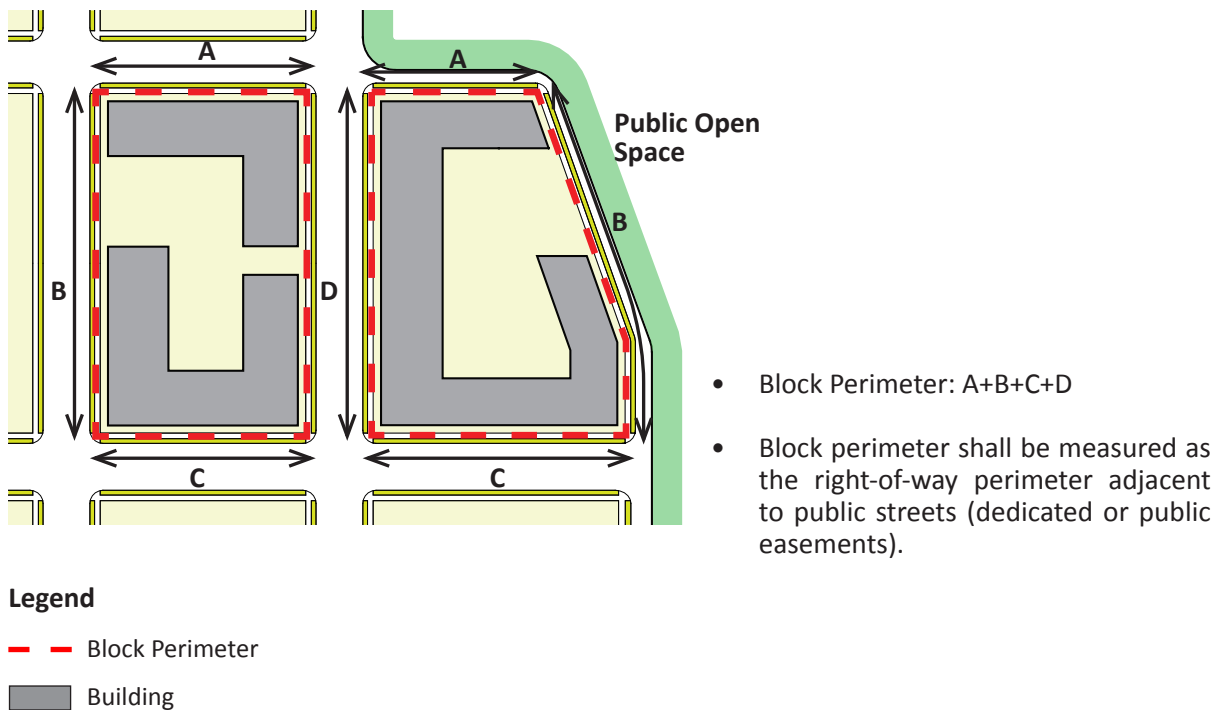 A
A
Public Open
Space
B
B
D
C
C
• Block Perimeter: A+B+C+D
• Block perimeter shall be measured as
the right-of-way perimeter adjacent
to public streets (dedicated or public
easements).
Legend
Block Perimeter
Building